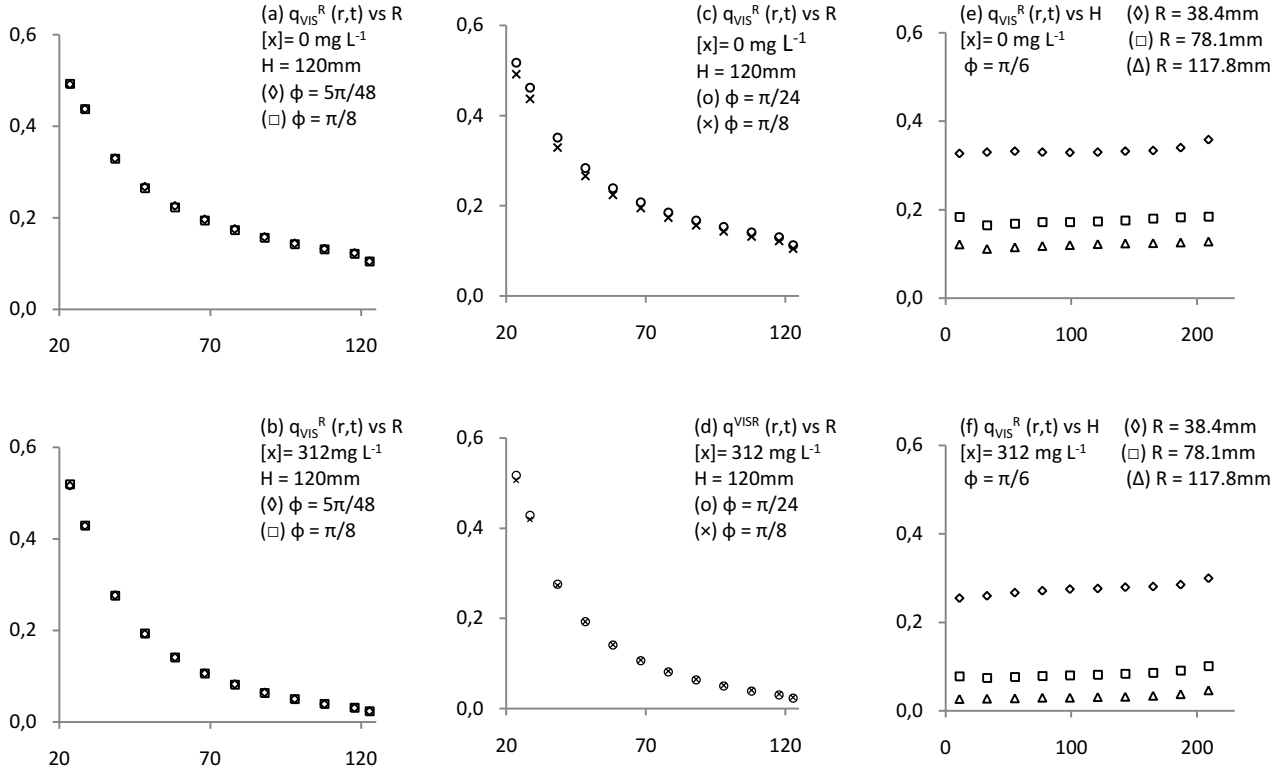 (a) q_VIS^R (r,t) vs R
[x]= 0 mg L⁻¹
H = 120mm
(◊) ϕ = 5π/48
(□) ϕ = π/8
0,6
0,4
0,2
0,0
20 70 120
(c) q_VIS^R (r,t) vs R
[x]= 0 mg L⁻¹
H = 120mm
(o) ϕ = π/24
(×) ϕ = π/8
0,6
0,4
0,2
0,0
20 70 120
(e) q_VIS^R (r,t) vs H (◊) R = 38.4mm
[x]= 0 mg L⁻¹ (□) R = 78.1mm
ϕ = π/6 (Δ) R = 117.8mm
0,6
0,4
0,2
0,0
0 100 200
(b) q_VIS^R (r,t) vs R
[x]= 312mg L⁻¹
H = 120mm
(◊) ϕ = 5π/48
(□) ϕ = π/8
0,6
0,4
0,2
0,0
20 70 120
(d) q^VISR (r,t) vs R
[x]= 312 mg L⁻¹
H = 120mm
(o) ϕ = π/24
(×) ϕ = π/8
0,6
0,4
0,2
0,0
20 70 120
(f) q_VIS^R (r,t) vs H (◊) R = 38.4mm
[x]= 312 mg L⁻¹ (□) R = 78.1mm
ϕ = π/6 (Δ) R = 117.8mm
0,6
0,4
0,2
0,0
0 100 200